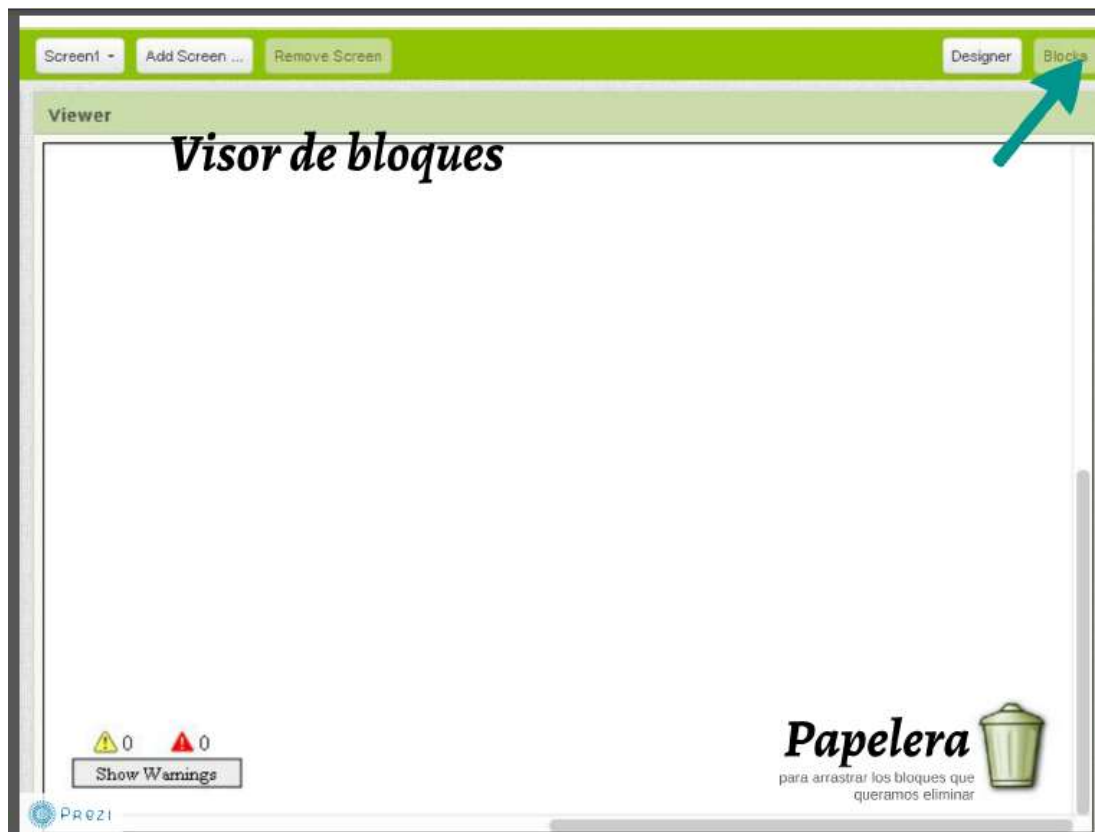 Screen1 Add Screen ... Remove Screen Designer Blocks
Viewer
Visor de bloques
0 0
Show Warnings
Papelera
para arrastrar los bloques que
queramos eliminar
Prezi